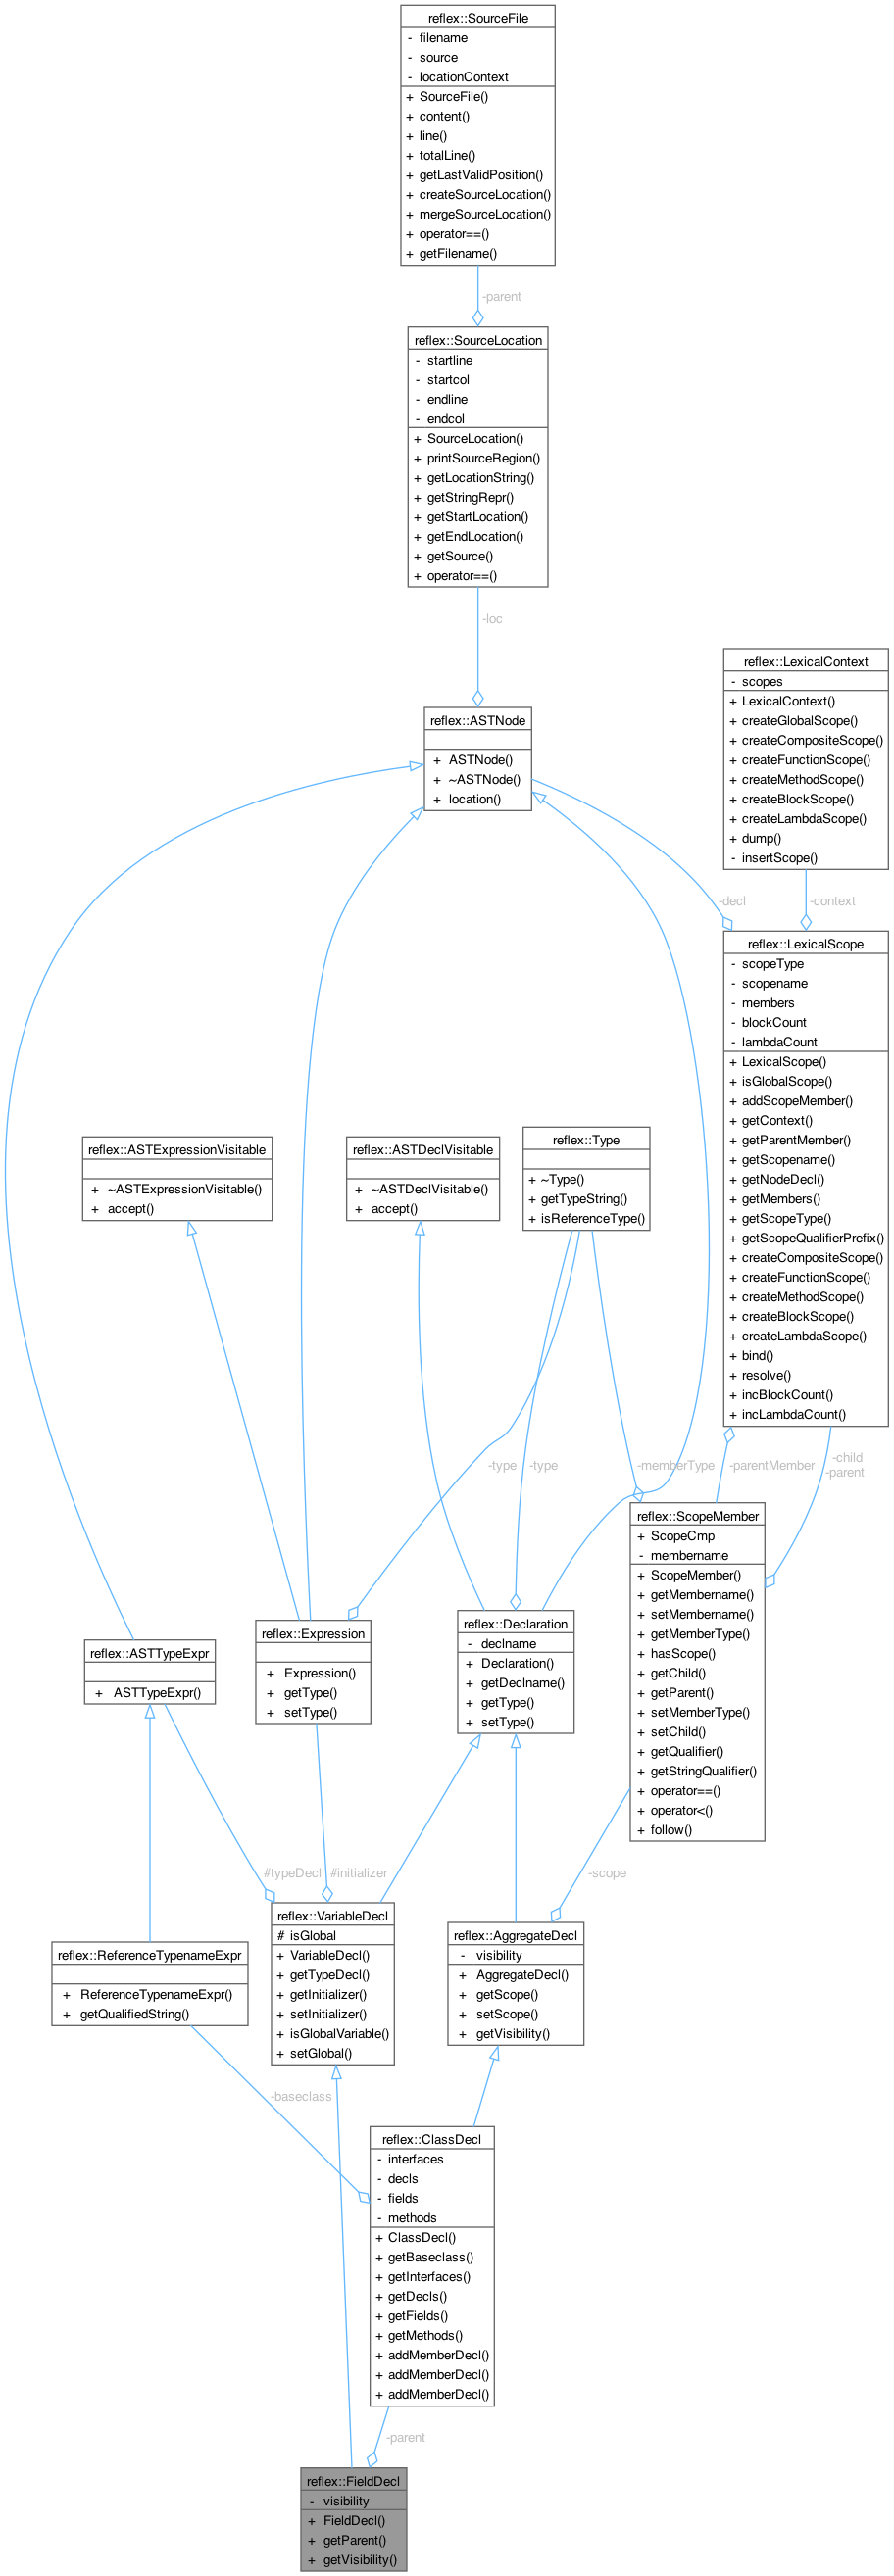 reflex::SourceFile
- filename
- source
- locationContext
+ SourceFile()
+ content()
+ line()
+ totalLine()
+ getLastValidPosition()
+ createSourceLocation()
+ mergeSourceLocation()
+ operator==()
+ getFilename()
-parent
reflex::SourceLocation
- startline
- startcol
- endline
- endcol
+ SourceLocation()
+ printSourceRegion()
+ getLocationString()
+ getStringRepr()
+ getStartLocation()
+ getEndLocation()
+ getSource()
+ operator==()
-loc
reflex::ASTNode
+ ASTNode()
+ ~ASTNode()
+ location()
reflex::LexicalContext
- scopes
+ LexicalContext()
+ createGlobalScope()
+ createCompositeScope()
+ createFunctionScope()
+ createMethodScope()
+ createBlockScope()
+ createLambdaScope()
+ dump()
- insertScope()
-decl
-context
reflex::LexicalScope
- scopeType
- scopename
- members
- blockCount
- lambdaCount
+ LexicalScope()
+ isGlobalScope()
+ addScopeMember()
+ getContext()
+ getParentMember()
+ getScopename()
+ getNodeDecl()
+ getMembers()
+ getScopeType()
+ getScopeQualifierPrefix()
+ createCompositeScope()
+ createFunctionScope()
+ createMethodScope()
+ createBlockScope()
+ createLambdaScope()
+ bind()
+ resolve()
+ incBlockCount()
+ incLambdaCount()
reflex::ASTExpressionVisitable
+ ~ASTExpressionVisitable()
+ accept()
reflex::ASTDeclVisitable
+ ~ASTDeclVisitable()
+ accept()
reflex::Type
+ ~Type()
+ getTypeString()
+ isReferenceType()
-type
-type
-memberType
-parentMember
-child
-parent
reflex::ScopeMember
+ ScopeCmp
- membername
+ ScopeMember()
+ getMembername()
+ setMembername()
+ getMemberType()
+ hasScope()
+ getChild()
+ getParent()
+ setMemberType()
+ setChild()
+ getQualifier()
+ getStringQualifier()
+ operator==()
+ operator<()
+ follow()
reflex::ASTTypeExpr
+ ASTTypeExpr()
reflex::Expression
+ Expression()
+ getType()
+ setType()
reflex::Declaration
- declname
+ Declaration()
+ getDeclname()
+ getType()
+ setType()
#typeDecl
#initializer
-scope
reflex::ReferenceTypenameExpr
+ ReferenceTypenameExpr()
+ getQualifiedString()
reflex::VariableDecl
# isGlobal
+ VariableDecl()
+ getTypeDecl()
+ getInitializer()
+ setInitializer()
+ isGlobalVariable()
+ setGlobal()
reflex::AggregateDecl
- visibility
+ AggregateDecl()
+ getScope()
+ setScope()
+ getVisibility()
-baseclass
reflex::ClassDecl
- interfaces
- decls
- fields
- methods
+ ClassDecl()
+ getBaseclass()
+ getInterfaces()
+ getDecls()
+ getFields()
+ getMethods()
+ addMemberDecl()
+ addMemberDecl()
+ addMemberDecl()
-parent
reflex::FieldDecl
- visibility
+ FieldDecl()
+ getParent()
+ getVisibility()